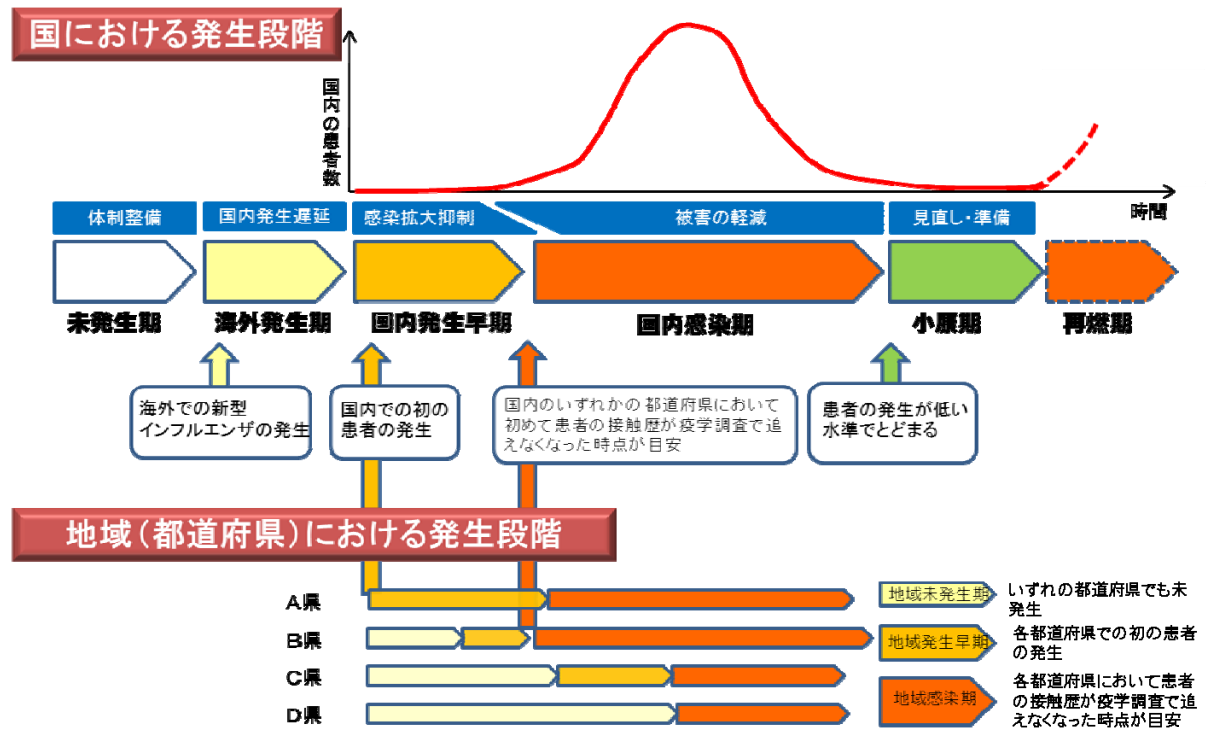 国における発生段階
国内の患者数
時間
体制整備
国内発生遅延
感染拡大抑制
被害の軽減
見直し・準備
未発生期
海外発生期
国内発生早期
国内感染期
小康期
再燃期
海外での新型
インフルエンザの発生
国内での初の
患者の発生
国内のいずれかの都道府県において
初めて患者の接触歴が疫学調査で追
えなくなった時点が目安
患者の発生が低い
水準でとどまる
地域(都道府県)における発生段階
A県
B県
C県
D県
地域未発生期
いずれの都道府県でも未
発生
地域発生早期
各都道府県での初の患者
の発生
地域感染期
各都道府県において患者
の接触歴が疫学調査で追
えなくなった時点が目安